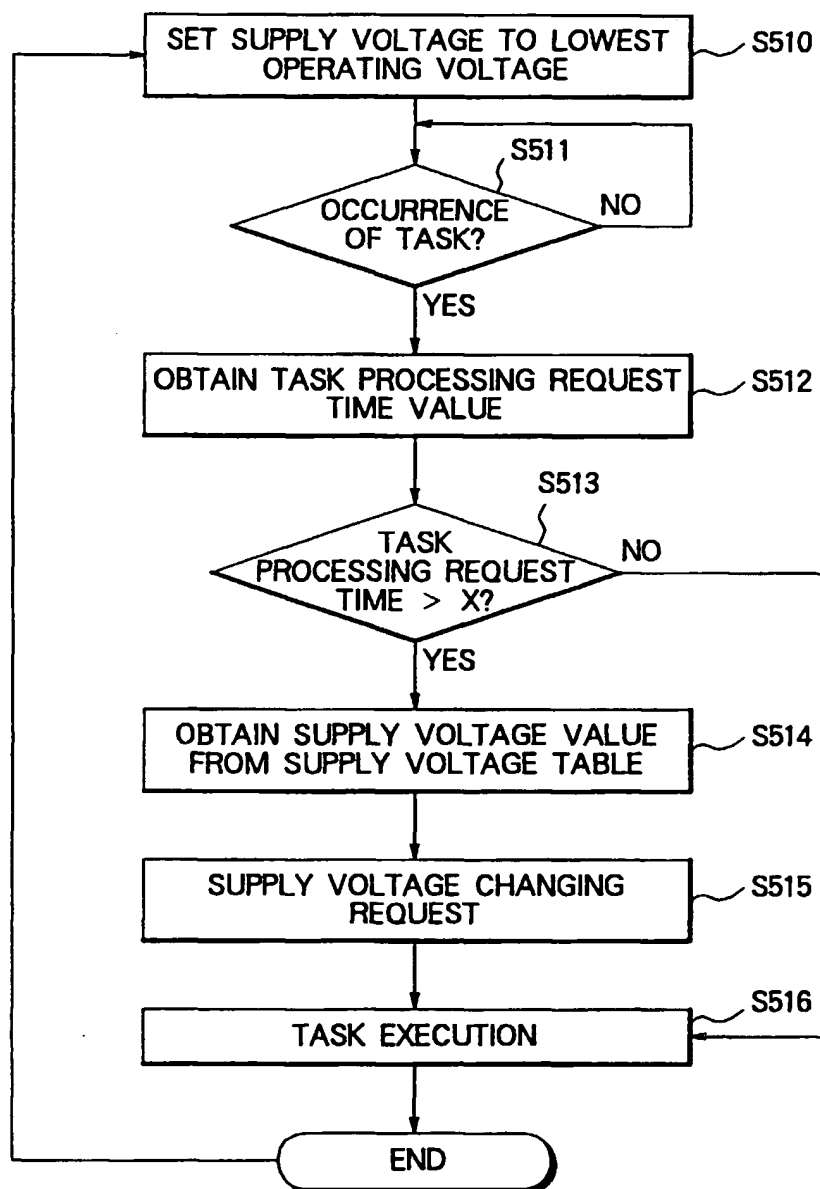 SET SUPPLY VOLTAGE TO LOWEST
OPERATING VOLTAGE
S510
S511
OCCURRENCE
OF TASK?
NO
YES
OBTAIN TASK PROCESSING REQUEST
TIME VALUE
S512
S513
TASK
PROCESSING REQUEST
TIME > X?
NO
YES
OBTAIN SUPPLY VOLTAGE VALUE
FROM SUPPLY VOLTAGE TABLE
S514
SUPPLY VOLTAGE CHANGING
REQUEST
S515
S516
TASK EXECUTION
END